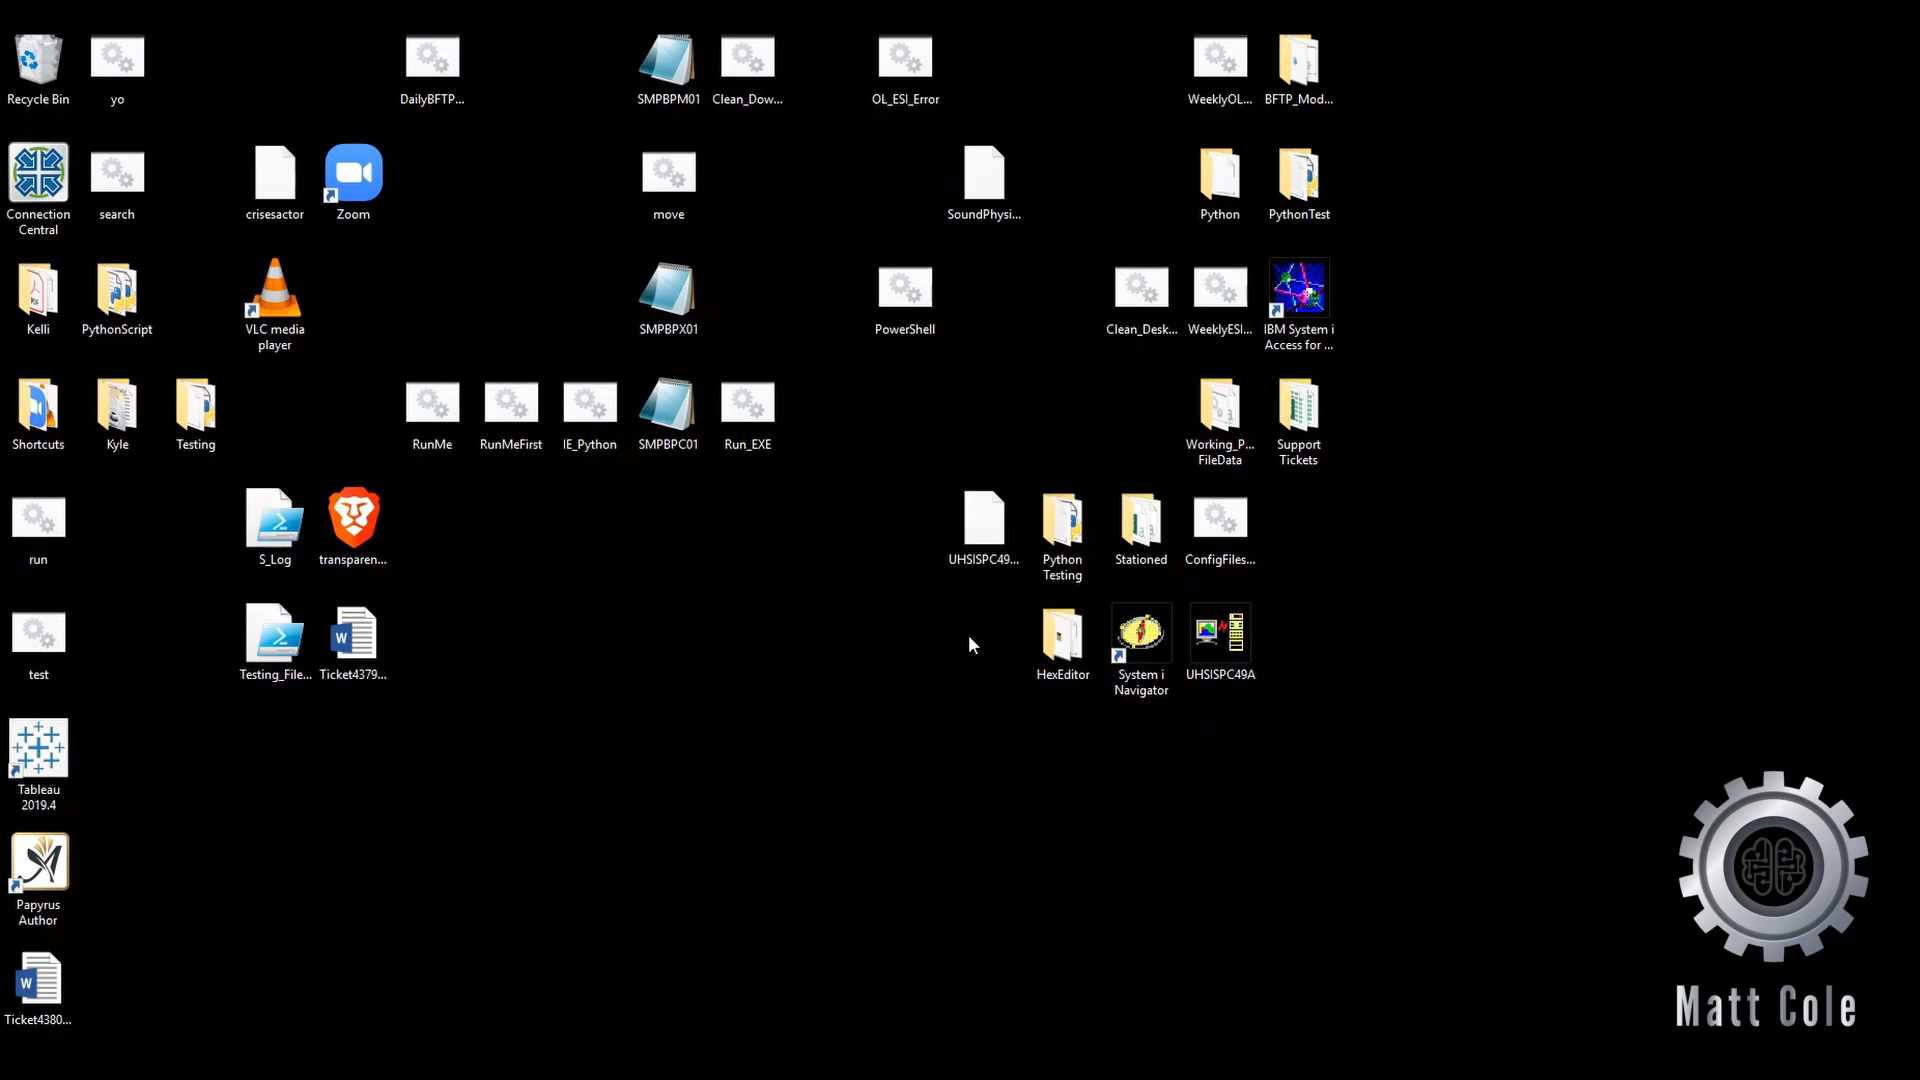 Recycle Bin
yo
DailyBFTP...
SMPBPM01
Clean_Dow...
OL_ESI_Error
WeeklyOL...
BFTP_Mod...
Connection
Central
search
crisesactor
Zoom
move
SoundPhysi...
Python
PythonTest
Kelli
PDF
PythonScript
VLC media
player
SMPBPX01
PowerShell
Clean_Desk...
WeeklyESI...
IBM System i
Access for ...
Shortcuts
Kyle
Testing
RunMe
RunMeFirst
IE_Python
SMPBPC01
Run_EXE
Working_P...
FileData
Support
Tickets
run
S_Log
transparen...
UHSISPC49...
Python
Testing
Stationed
ConfigFiles...
test
Testing_File...
W
Ticket4379...
HexEditor
System i
Navigator
UHSISPC49A
Tableau
2019.4
Papyrus
Author
W
Ticket4380...
Matt Cole